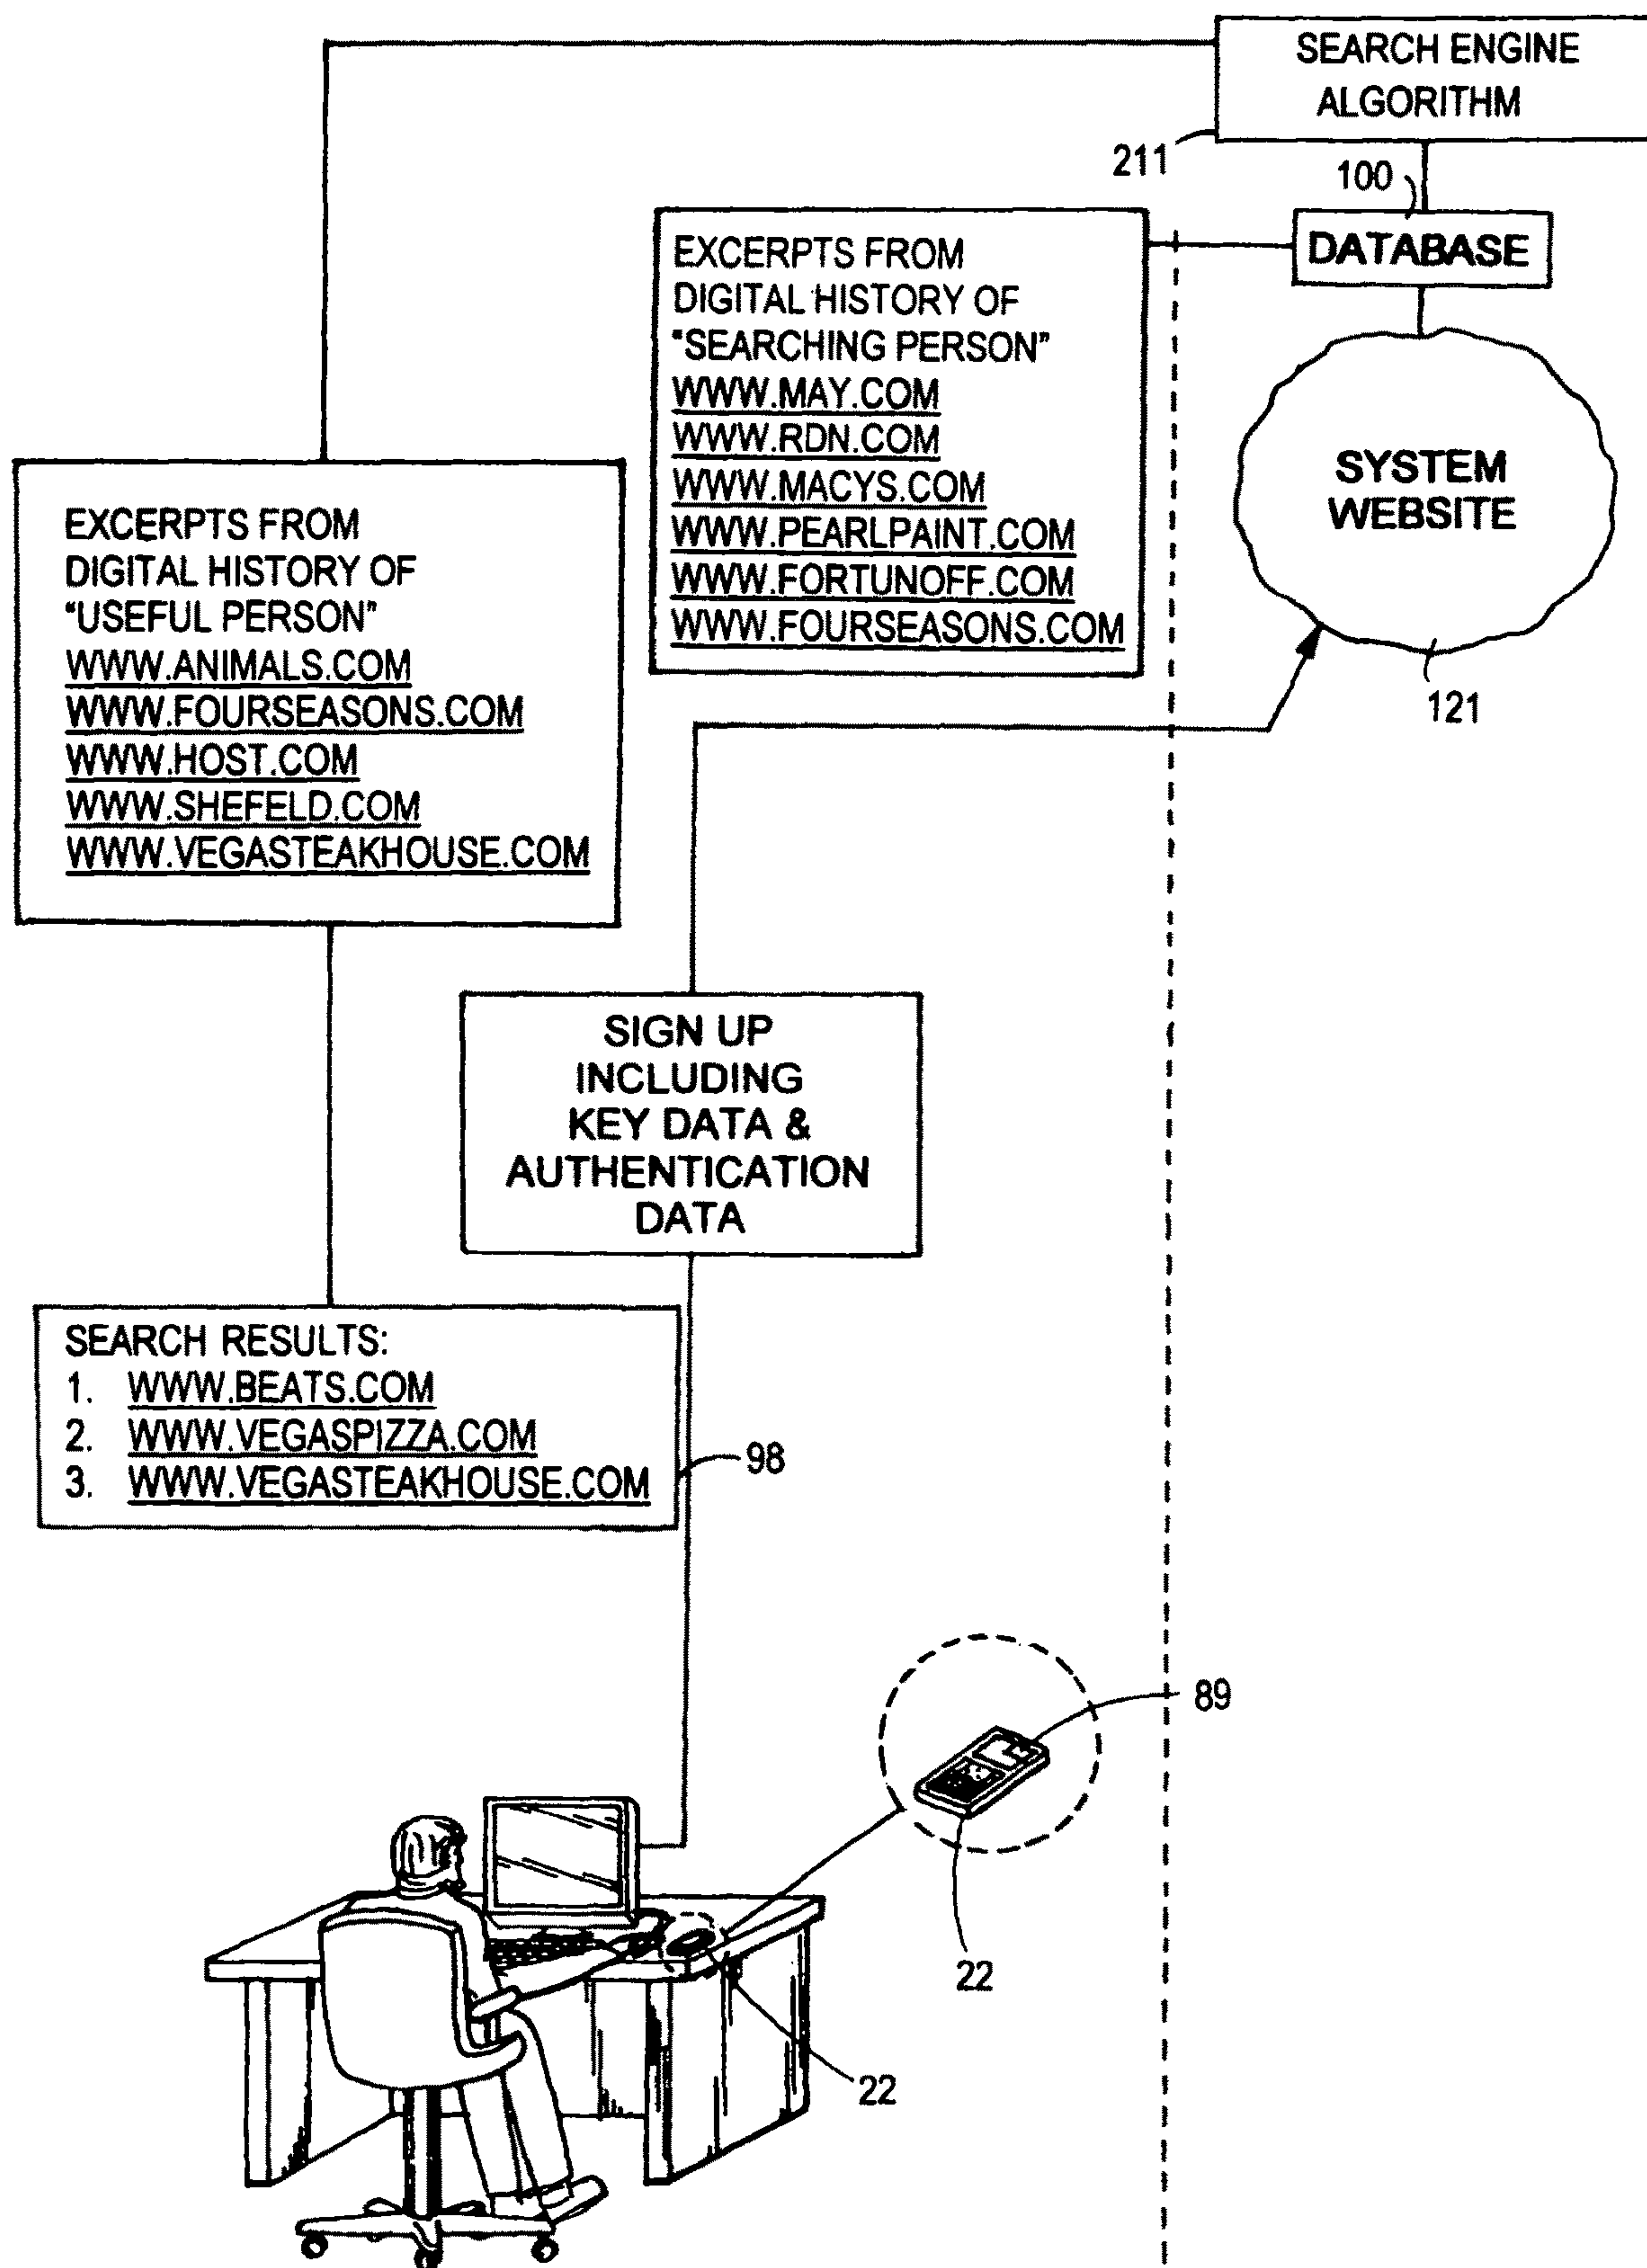 SEARCH ENGINE
ALGORITHM
211
100
DATABASE
EXCERPTS FROM
DIGITAL HISTORY OF
"SEARCHING PERSON"
WWW.MAY.COM
WWW.RDN.COM
WWW.MACYS.COM
WWW.PEARLPAINT.COM
WWW.FORTUNOFF.COM
WWW.FOURSEASONS.COM
SYSTEM
WEBSITE
121
EXCERPTS FROM
DIGITAL HISTORY OF
"USEFUL PERSON"
WWW.ANIMALS.COM
WWW.FOURSEASONS.COM
WWW.HOST.COM
WWW.SHEFELD.COM
WWW.VEGASTEAKHOUSE.COM
SIGN UP
INCLUDING
KEY DATA &
AUTHENTICATION
DATA
SEARCH RESULTS:
1. WWW.BEATS.COM
2. WWW.VEGASPIZZA.COM
3. WWW.VEGASTEAKHOUSE.COM
98
89
22
22